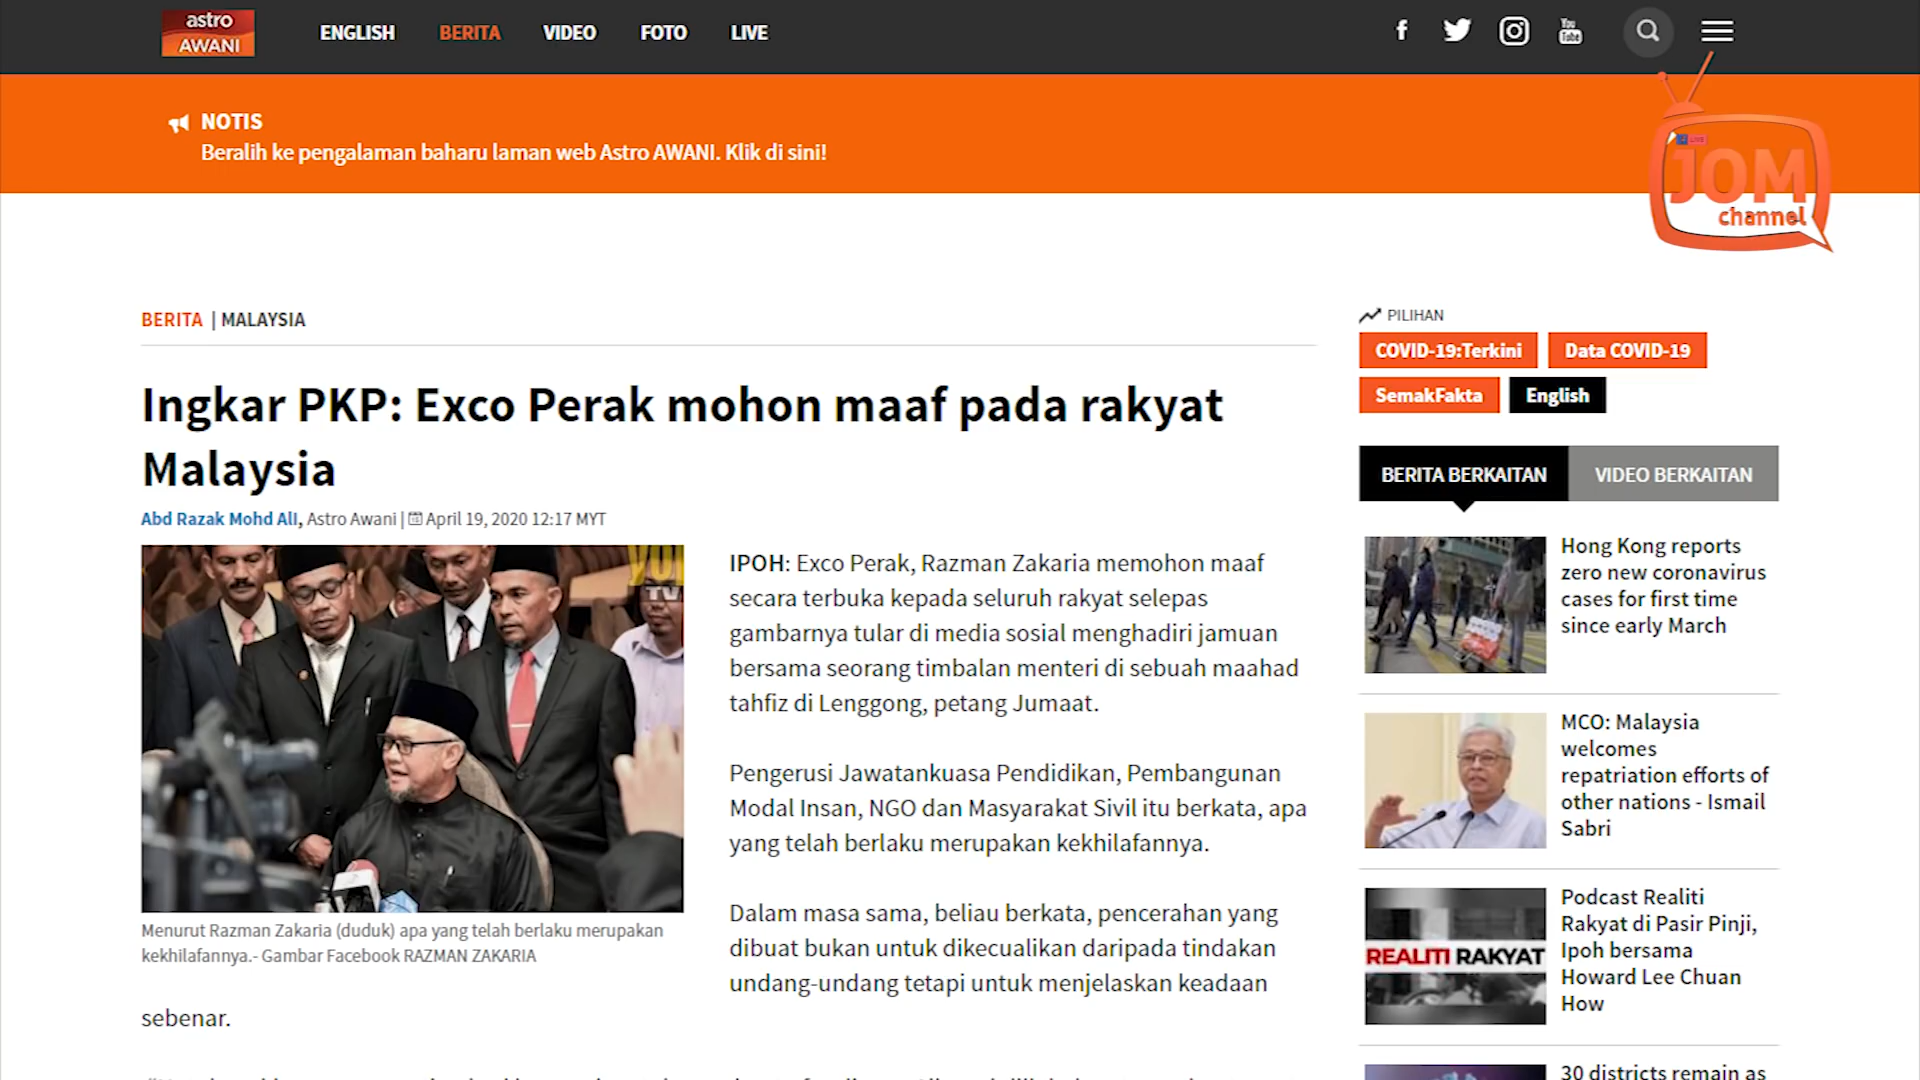 astro
AWANI
ENGLISH
BERITA
VIDEO
FOTO
LIVE
You
Tube
NOTIS
Beralih ke pengalaman baharu laman web Astro AWANI. Klik di sini!
LIVE
JOM
channel
BERITA | MALAYSIA
Ingkar PKP: Exco Perak mohon maaf pada rakyat
Malaysia
Abd Razak Mohd Ali, Astro Awani | April 19, 2020 12:17 MYT
TV
IPOH: Exco Perak, Razman Zakaria memohon maaf
secara terbuka kepada seluruh rakyat selepas
gambarnya tular di media sosial menghadiri jamuan
bersama seorang timbalan menteri di sebuah maahad
tahfiz di Lenggong, petang Jumaat.
Pengerusi Jawatankuasa Pendidikan, Pembangunan
Modal Insan, NGO dan Masyarakat Sivil itu berkata, apa
yang telah berlaku merupakan kekhilafannya.
Dalam masa sama, beliau berkata, pencerahan yang
dibuat bukan untuk dikecualikan daripada tindakan
undang-undang tetapi untuk menjelaskan keadaan
sebenar.
Menurut Razman Zakaria (duduk) apa yang telah berlaku merupakan
kekhilafannya.- Gambar Facebook RAZMAN ZAKARIA
PILIHAN
COVID-19:Terkini
Data COVID-19
SemakFakta
English
BERITA BERKAITAN
VIDEO BERKAITAN
Hong Kong reports
zero new coronavirus
cases for first time
since early March
MCO: Malaysia
welcomes
repatriation efforts of
other nations - Ismail
Sabri
REALITI RAKYAT
Podcast Realiti
Rakyat di Pasir Pinji,
Ipoh bersama
Howard Lee Chuan
How
30 districts remain as